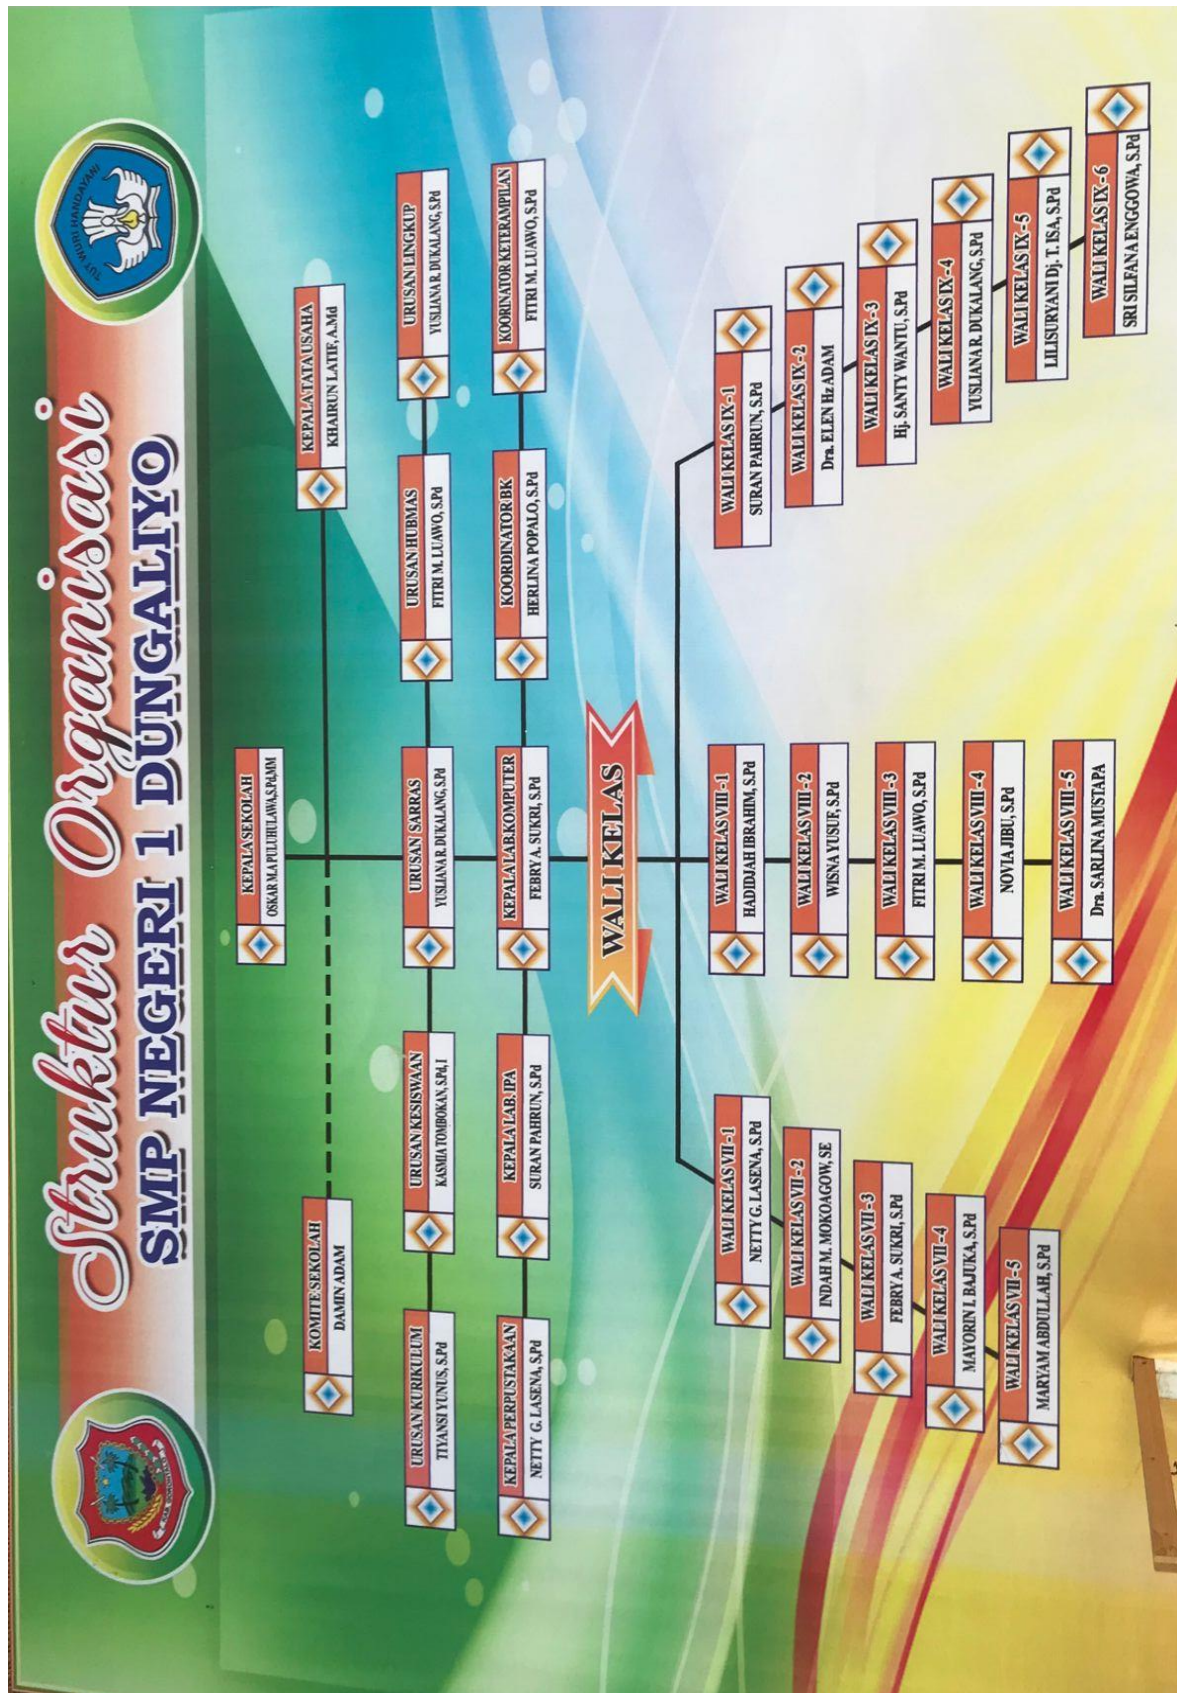 Struktur Organisasi
SMP NEGERI 1 DUNGALIYO
TUT WURI HANDAYANI
KEPALA SEKOLAH
OSKAR M.A PULUHULAWA,S.Pd,MM
KOMITE SEKOLAH
DAMIN ADAM
KEPALA TATA USAHA
KHAIRUN LATIF, A.Md
URUSAN KURIKULUM
TIYANSI YUNUS, S.Pd
URUSAN KESISWAAN
KASMIA TOMBOKAN, S.Pd,I
URUSAN SARRAS
YUSLIANA R. DUKALANG, S.Pd
URUSAN HUBMAS
FITRI M. LUAWO, S.Pd
URUSAN LINGKUP
YUSLIANA R. DUKALANG, S.Pd
KEPALA PERPUSTAKAAN
NETTY G. LASENA, S,Pd
KEPALA LAB. IPA
SURAN PAHRUN, S.Pd
KEPALA LAB.KOMPUTER
FEBRY A. SUKRI, S.Pd
KOORDINATOR BK
HERLINA POPALO, S.Pd
KOORINATOR KETERAMPILAN
FITRI M. LUAWO, S.Pd
WALI KELAS
WALI KELAS VII - 1
NETTY G. LASENA, S.Pd
WALI KELAS VII - 2
INDAH M. MOKOAGOW, SE
WALI KELAS VII - 3
FEBRY A. SUKRI, S.Pd
WALI KELAS VII - 4
MAYORIN I. BAJUKA, S.Pd
WALI KELAS VII - 5
MARYAM ABDULLAH, S.Pd
WALI KELAS VIII - 1
HADIDJAH IBRAHIM, S.Pd
WALI KELAS VIII - 2
WISNA YUSUF, S.Pd
WALI KELAS VIII - 3
FITRI M. LUAWO, S.Pd
WALI KELAS VIII - 4
NOVIA JIBU, S.Pd
WALI KELAS VIII - 5
Dra. SARLINA MUSTAPA
WALI KELAS IX - 1
SURAN PAHRUN, S.Pd
WALI KELAS IX - 2
Dra. ELEN Hz ADAM
WALI KELAS IX - 3
Hj. SANTY WANTU, S.Pd
WALI KELAS IX - 4
YUSLIANA R. DUKALANG, S.Pd
WALI KELAS IX - 5
LILISURYANI Dj. T. ISA, S.Pd
WALI KELAS IX - 6
SRI SILFANA ENGGOWA, S.Pd